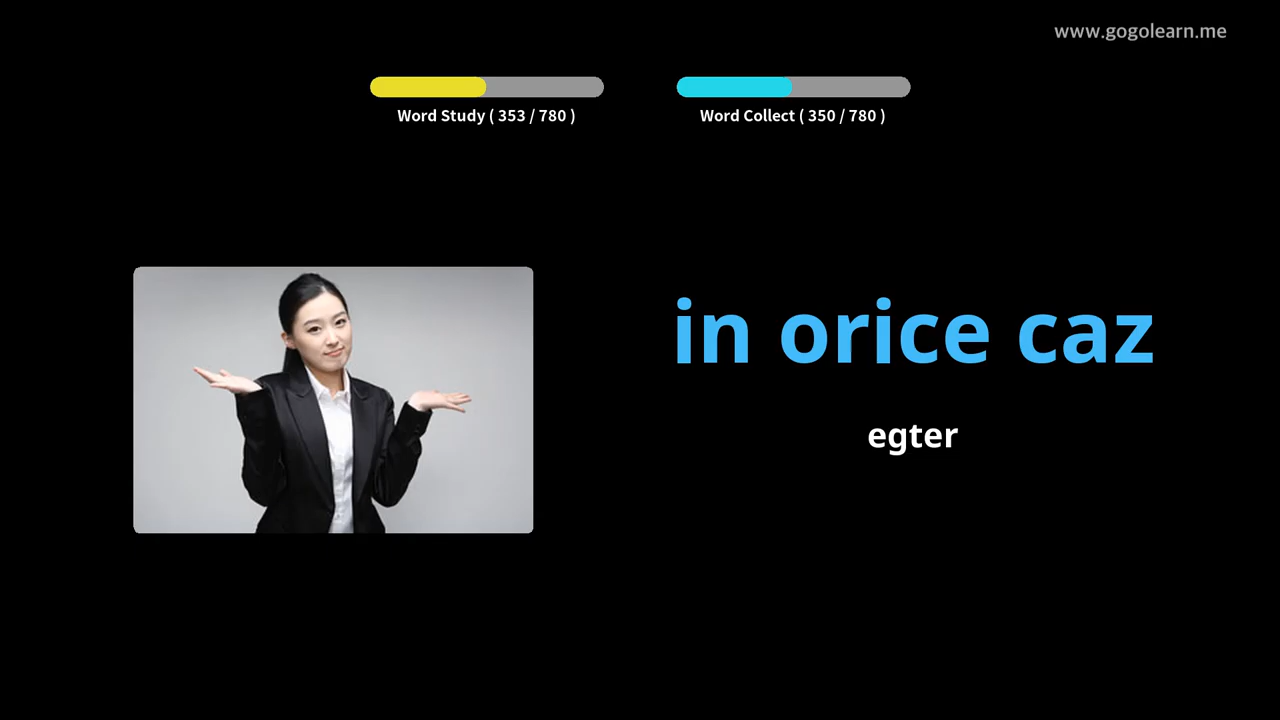 www.gogolearn.me
Word Study ( 353 / 780 )
Word Collect ( 350 / 780 )
in orice caz
egter